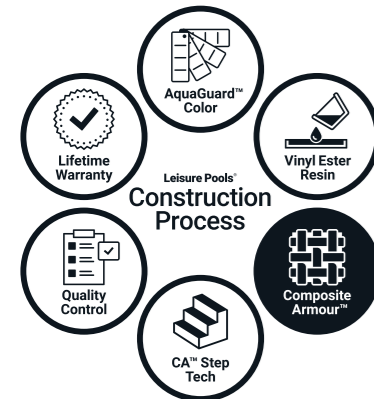 AquaGuard™
Color
Lifetime
Warranty
Vinyl Ester
Resin
Leisure Pools®
Construction
Process
Quality
Control
Composite
Armour™
CA™ Step
Tech